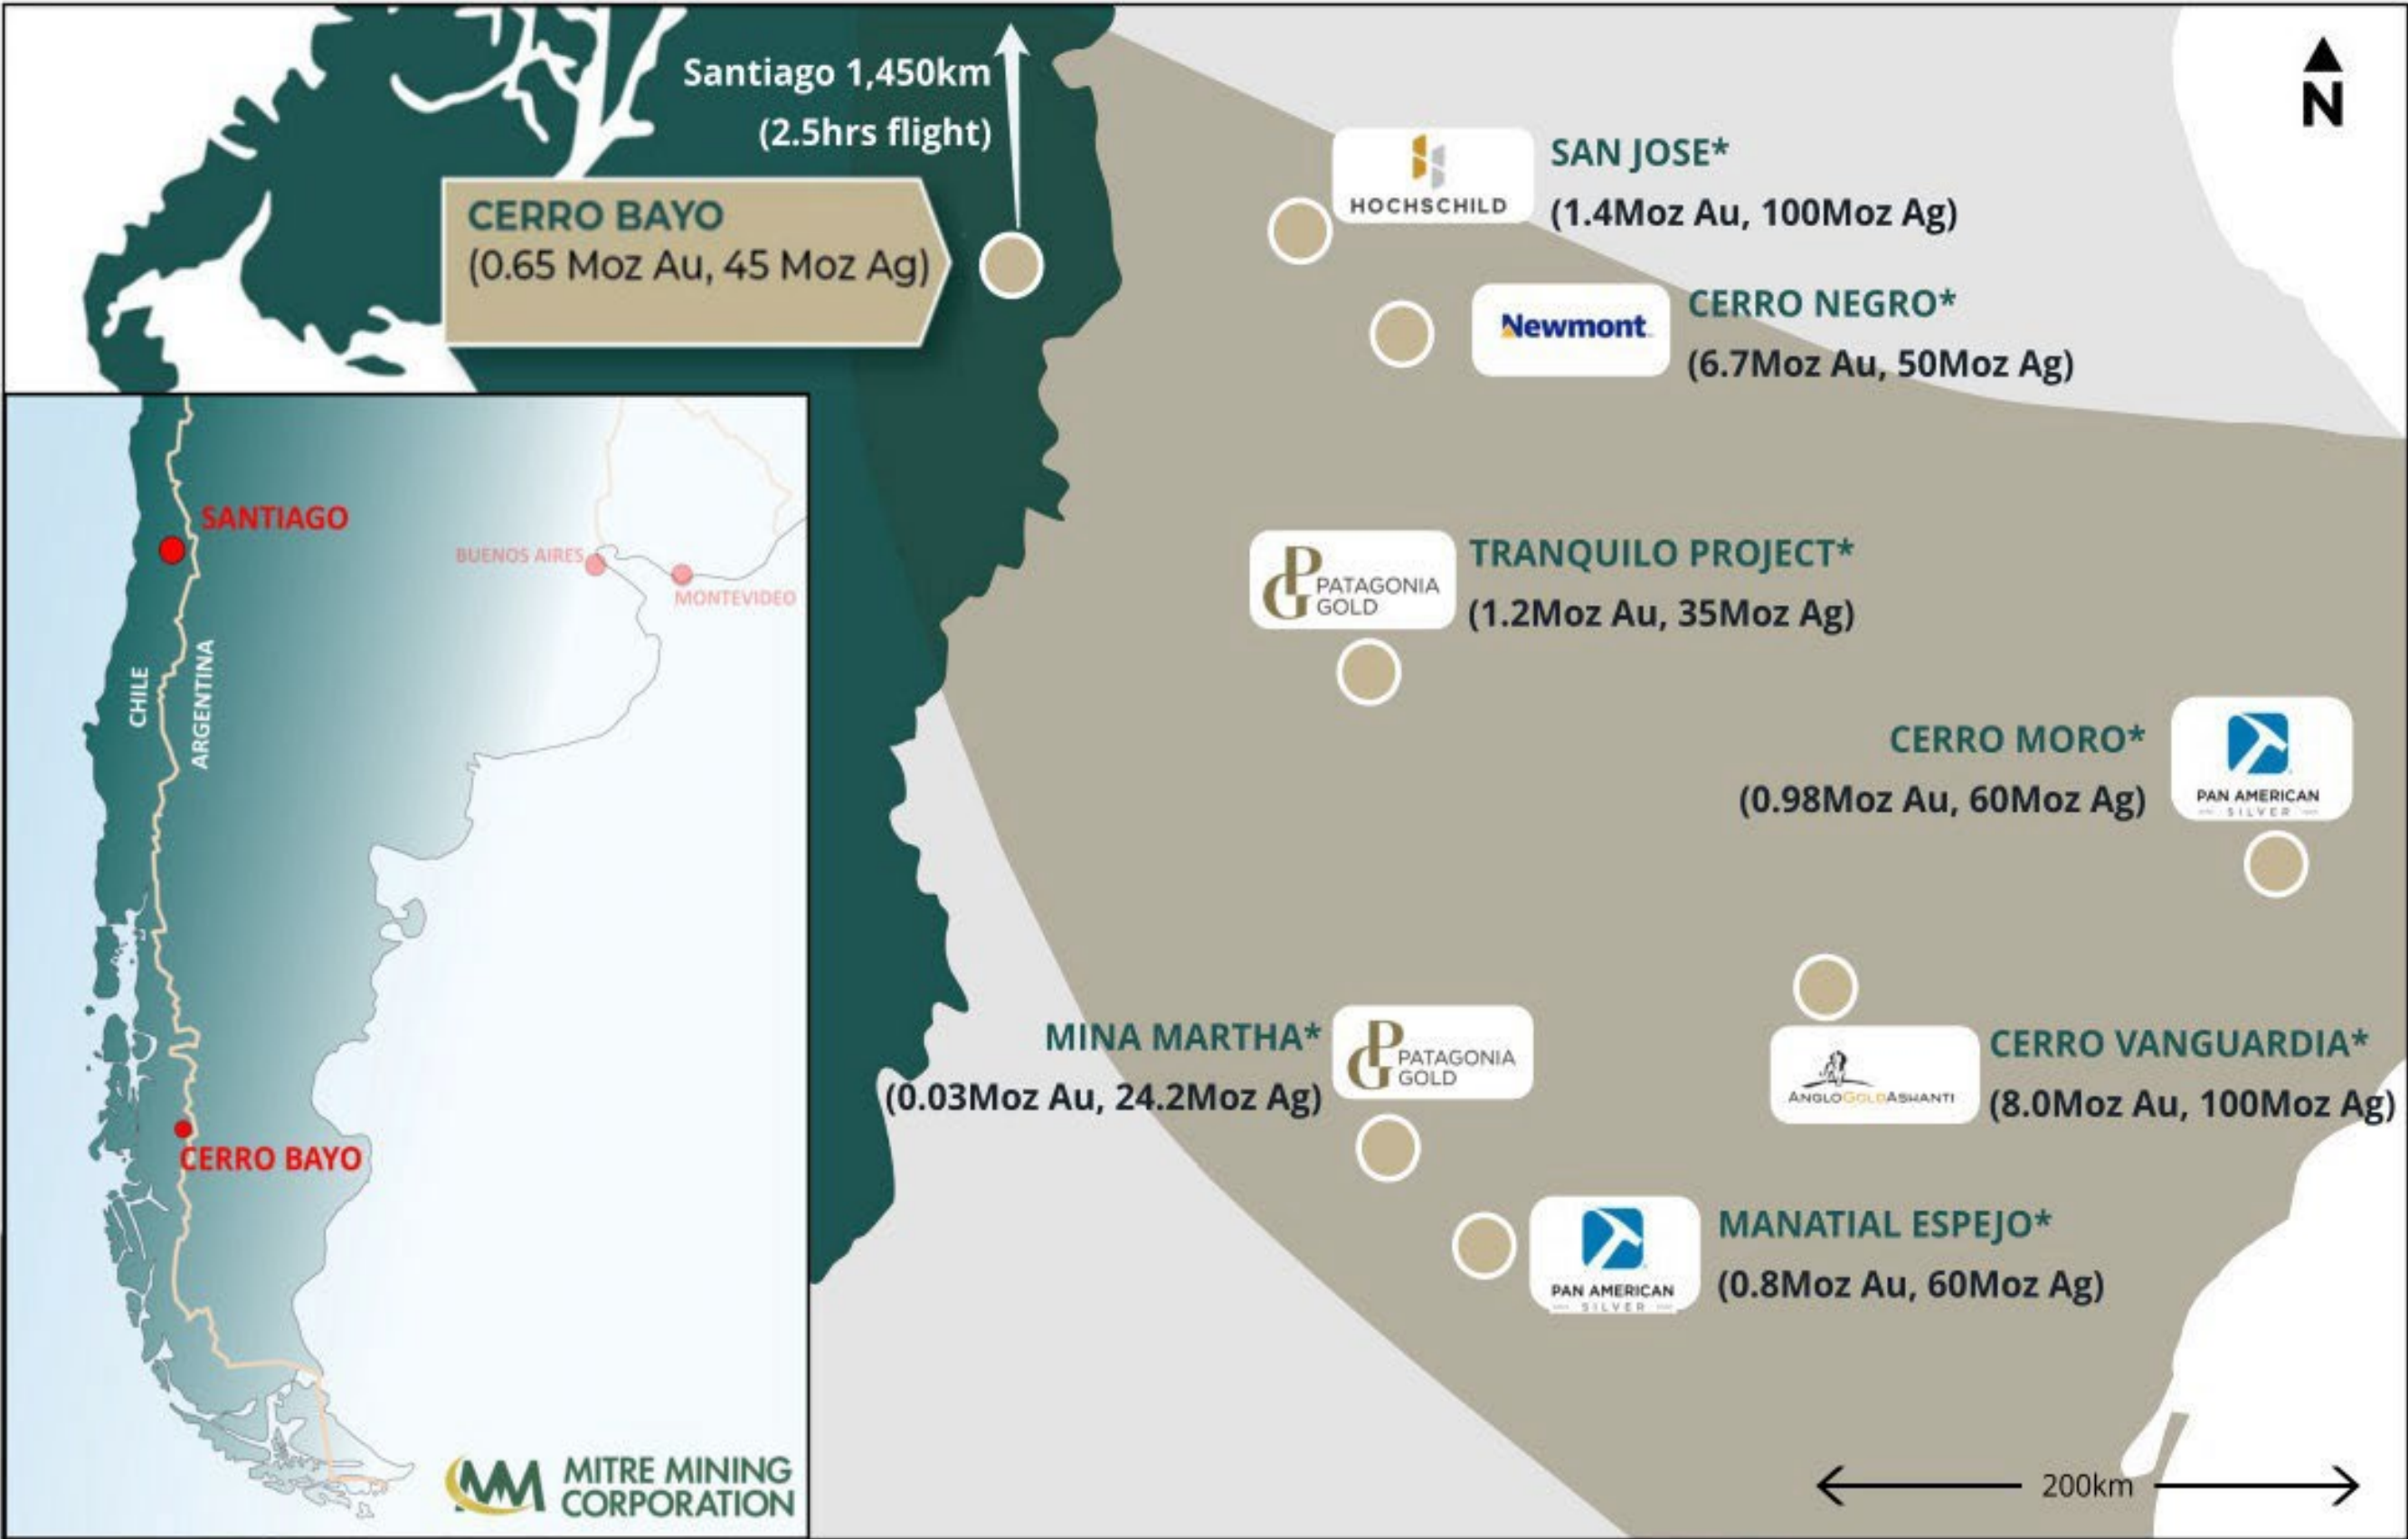 Santiago 1,450km
(2.5hrs flight)
N
CERRO BAYO
(0.65 Moz Au, 45 Moz Ag)
HOCHSCHILD
SAN JOSE*
(1.4Moz Au, 100Moz Ag)
Newmont
CERRO NEGRO*
(6.7Moz Au, 50Moz Ag)
SANTIAGO
BUENOS AIRES
MONTEVIDEO
CHILE
ARGENTINA
CERRO BAYO
PATAGONIA
GOLD
TRANQUILO PROJECT*
(1.2Moz Au, 35Moz Ag)
CERRO MORO*
(0.98Moz Au, 60Moz Ag)
PAN AMERICAN
SILVER
MINA MARTHA*
(0.03Moz Au, 24.2Moz Ag)
PATAGONIA
GOLD
ANGLOGOLDASHANTI
CERRO VANGUARDIA*
(8.0Moz Au, 100Moz Ag)
PAN AMERICAN
SILVER
MANATIAL ESPEJO*
(0.8Moz Au, 60Moz Ag)
MITRE MINING
CORPORATION
200km